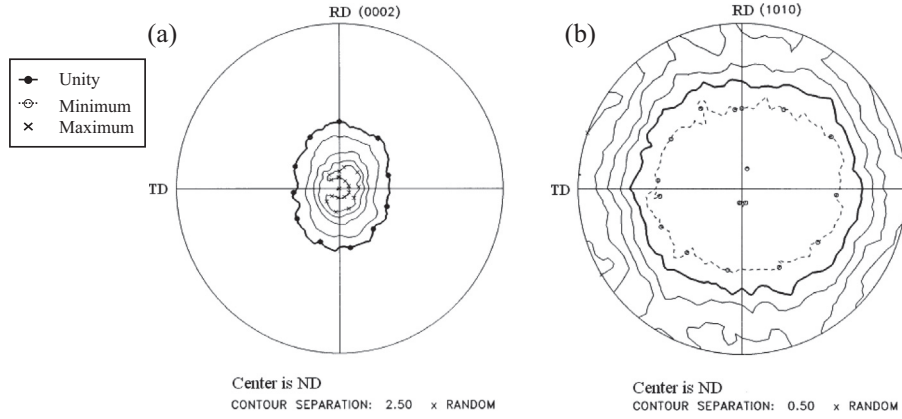 RD (0002)
(a)
Unity
Minimum
Maximum
TD
Center is ND
CONTOUR SEPARATION: 2.50 x RANDOM
RD (1010)
(b)
TD
Center is ND
CONTOUR SEPARATION: 0.50 x RANDOM